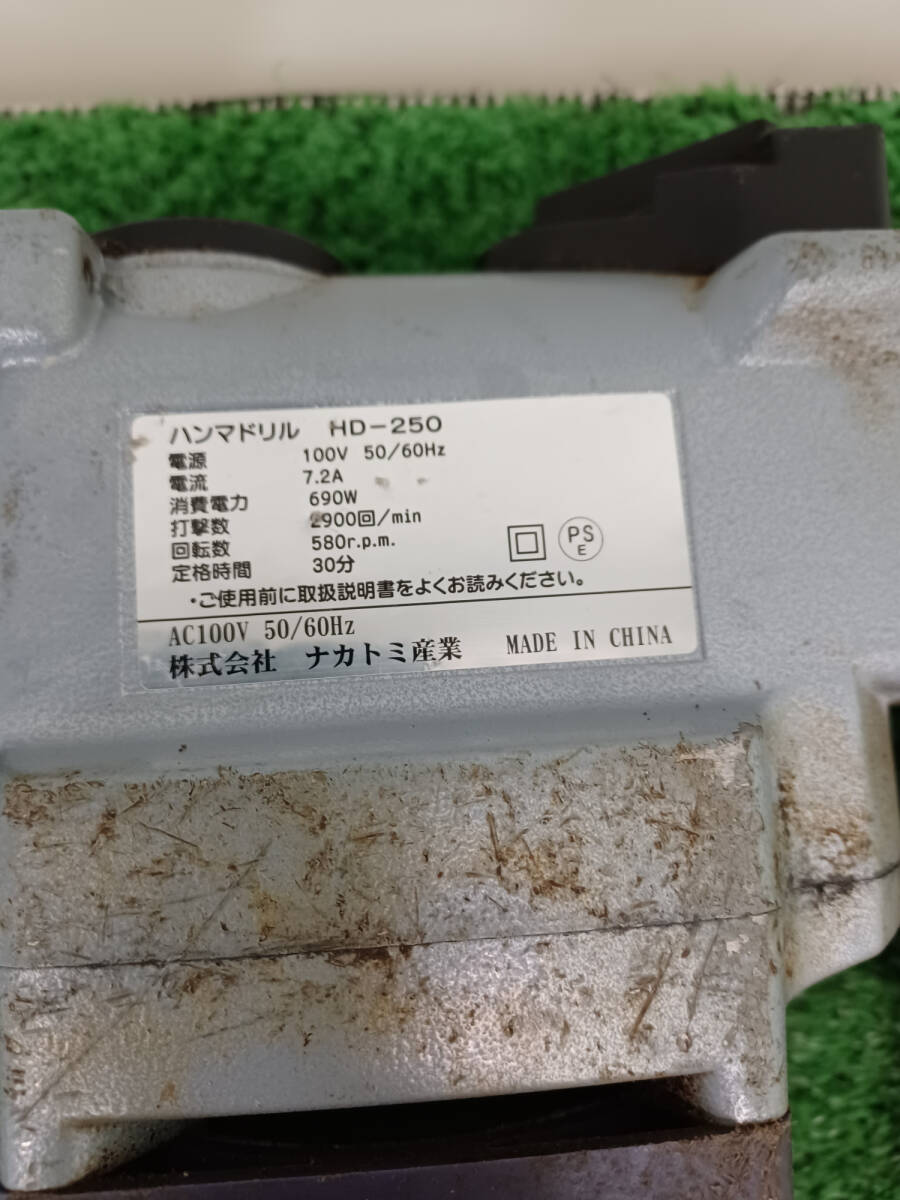 ハンマドリル HD-250
電源 100V 50/60Hz
電流 7.2A
消費電力 690W
打撃数 2900回/min
回転数 580r.p.m.
定格時間 30分
PS
E
・ご使用前に取扱説明書をよくお読みください。
AC100V 50/60Hz
株式会社 ナカトミ産業 MADE IN CHINA